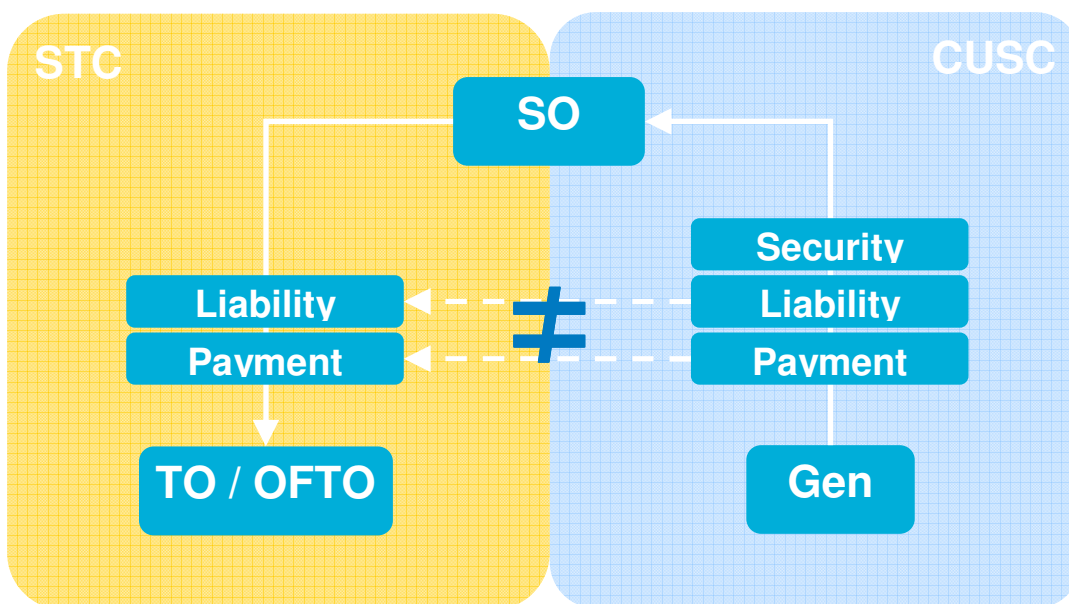 STC
CUSC
SO
Security
Liability
Liability
Payment
Payment
TO / OFTO
Gen
≠